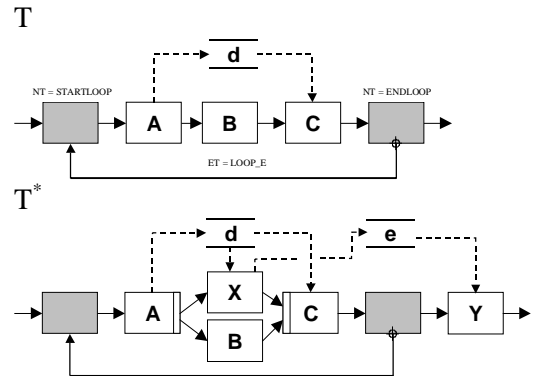 T
d
NT = STARTLOOP
NT = ENDLOOP
A
B
C
ET = LOOP_E
T*
d
e
X
A
C
Y
B